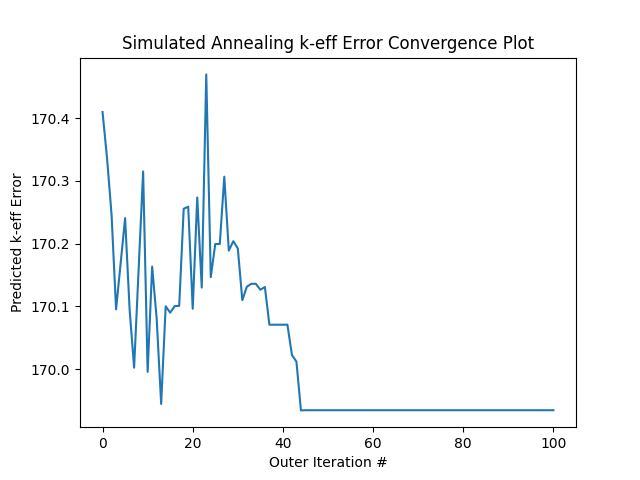 Simulated Annealing k-eff Error Convergence Plot
170.4
170.3
170.2
170.1
170.0
Predicted k-eff Error
0 20 40 60 80 100
Outer Iteration #